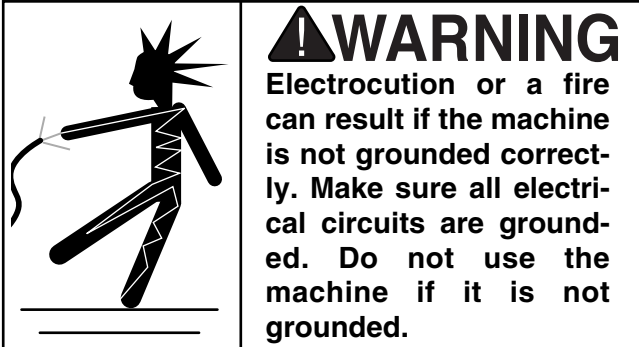 WARNING
Electrocution or a fire
can result if the machine
is not grounded correct-
ly. Make sure all electri-
cal circuits are ground-
ed. Do not use the
machine if it is not
grounded.